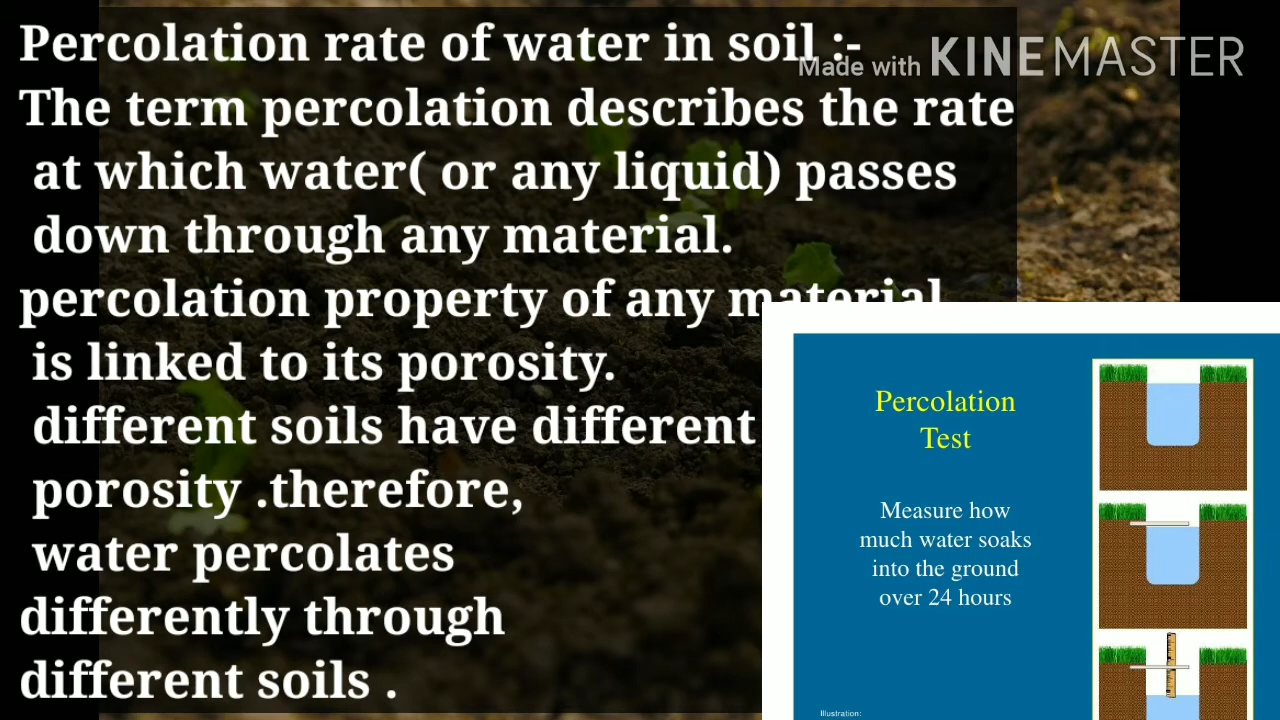 Percolation rate of water in soil :-
Made with KINEMASTER
The term percolation describes the rate
at which water( or any liquid) passes
down through any material.
percolation property of any material
is linked to its porosity.
different soils have different
porosity .therefore,
water percolates
differently through
different soils .
Percolation
Test
Measure how
much water soaks
into the ground
over 24 hours
Illustration: